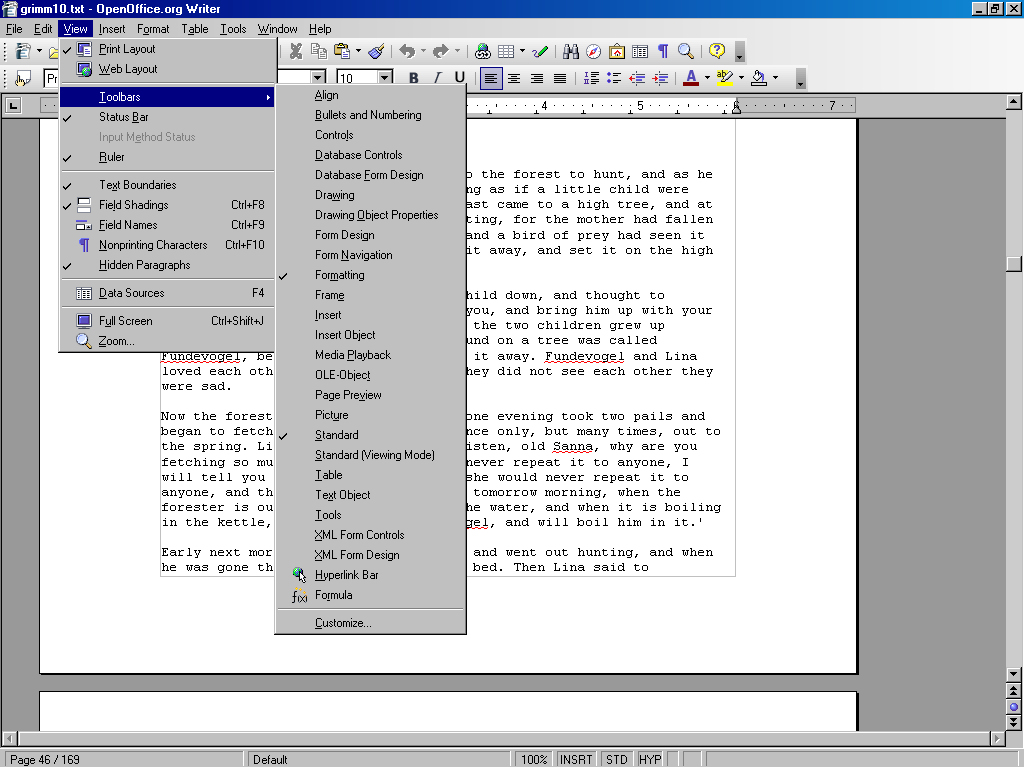 grimm10.txt - OpenOffice.org Writer
File Edit View Insert Format Table Tools Window Help
Pr 10 B I U
4 5 6 7
Print Layout
Web Layout
Toolbars
Status Bar
Input Method Status
Ruler
Text Boundaries
Field Shadings Ctrl+F8
Field Names Ctrl+F9
Nonprinting Characters Ctrl+F10
Hidden Paragraphs
Data Sources F4
Full Screen Ctrl+Shift+J
Zoom...
Align
Bullets and Numbering
Controls
Database Controls
Database Form Design
Drawing
Drawing Object Properties
Form Design
Form Navigation
Formatting
Frame
Insert
Insert Object
Media Playback
OLE-Object
Page Preview
Picture
Standard
Standard (Viewing Mode)
Table
Text Object
Tools
XML Form Controls
XML Form Design
Hyperlink Bar
Formula
Customize...
o the forest to hunt, and as he
ng as if a little child were
ast came to a high tree, and at
ting, for the mother had fallen
and a bird of prey had seen it
it away, and set it on the high
hild down, and thought to
you, and bring him up with your
the two children grew up
und on a tree was called
Fundevogel, be it away. Fundevogel and Lina
loved each oth hey did not see each other they
were sad.
Now the forest one evening took two pails and
began to fetch nce only, but many times, out to
the spring. Li isten, old Sanna, why are you
fetching so mu never repeat it to anyone, I
will tell you she would never repeat it to
anyone, and th tomorrow morning, when the
forester is ou he water, and when it is boiling
in the kettle, gel, and will boil him in it.'
Early next mor and went out hunting, and when
he was gone th bed. Then Lina said to
Page 46 / 169 Default 100% INSRT STD HYP